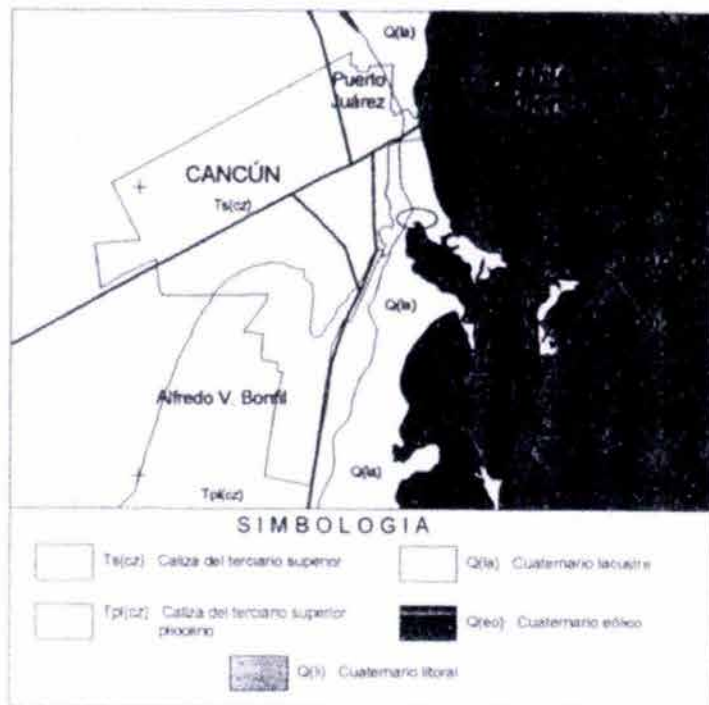 Q(la)
Puerto
Juárez
CANCÚN
Ts(cz)
Q(la)
Alfredo V. Bonfil
Q(la)
Tpl(cz)
SIMBOLOGIA
Ts(cz) Caliza del terciario superior
Q(la) Cuaternario lacustre
Tpl(cz) Caliza del terciario superior
plioceno
Q(eo) Cuaternario eólico
Q(li) Cuaternario litoral